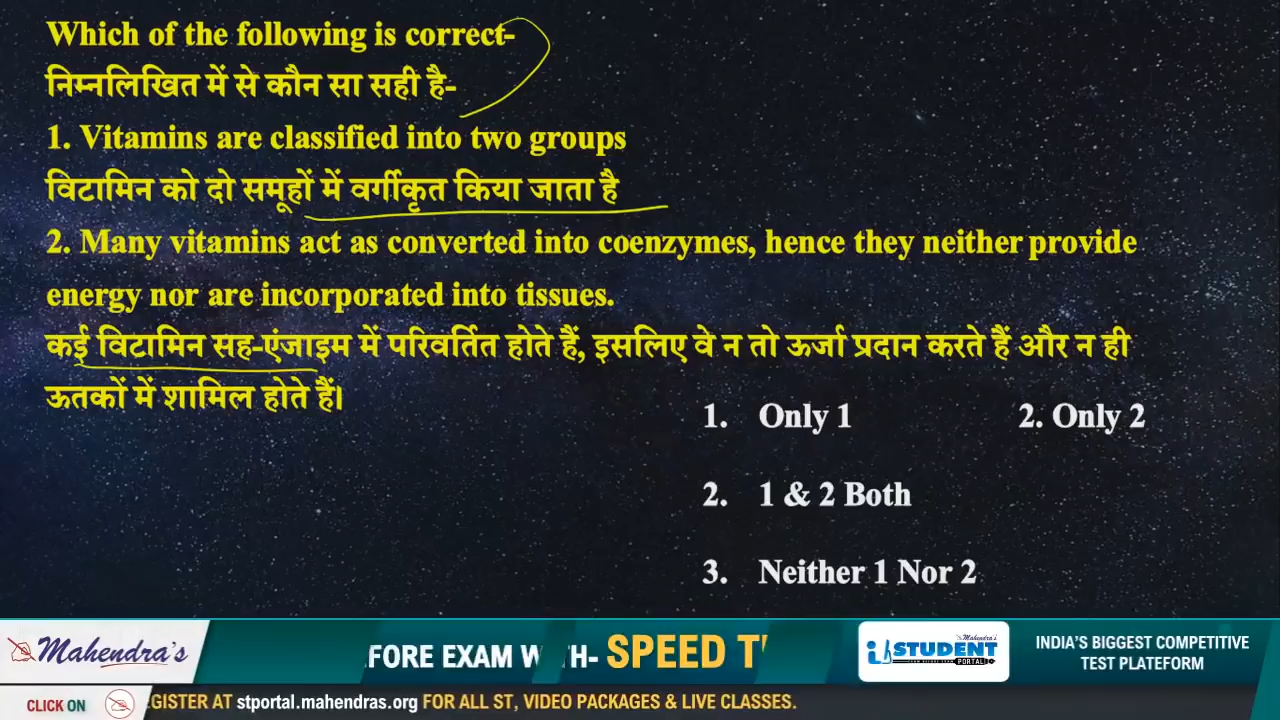 Which of the following is correct-
निम्नलिखित में से कौन सा सही है-
1. Vitamins are classified into two groups
विटामिन को दो समूहों में वर्गीकृत किया जाता है
2. Many vitamins act as converted into coenzymes, hence they neither provide
energy nor are incorporated into tissues.
कई विटामिन सह-एंजाइम में परिवर्तित होते हैं, इसलिए वे न तो ऊर्जा प्रदान करते हैं और न ही
ऊतकों में शामिल होते हैं।
1. Only 1 2. Only 2
2. 1 & 2 Both
3. Neither 1 Nor 2
Mahendra's
EXAM SPEED
Mahendra's
STUDENT
PORTAL
INDIA'S BIGGEST COMPETITIVE
TEST PLATEFORM
CLICK ON
AT stportal.mahendras.org FOR ALL ST, VIDEO PACKAGES & LIVE CLASSES.